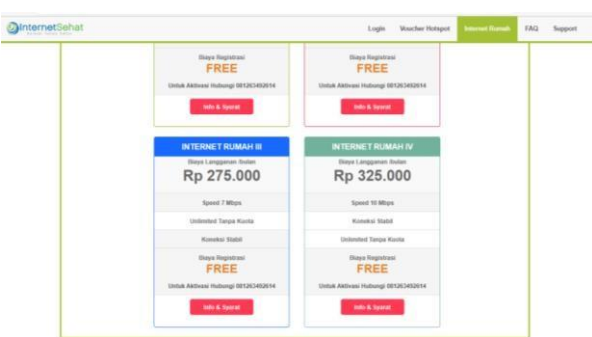 InternetSehat
Login Voucher Hotspot Internet Rumah FAQ Support
Biaya Registrasi
FREE
Untuk Aktivasi Hubungi 081263492614
Info & Syarat
Biaya Registrasi
FREE
Untuk Aktivasi Hubungi 081263492614
Info & Syarat
INTERNET RUMAH III
Biaya Langganan /bulan
Rp 275.000
Speed 7 Mbps
Unlimited Tanpa Kuota
Koneksi Stabil
Biaya Registrasi
FREE
Untuk Aktivasi Hubungi 081263492614
Info & Syarat
INTERNET RUMAH IV
Biaya Langganan /bulan
Rp 325.000
Speed 10 Mbps
Koneksi Stabil
Unlimited Tanpa Kuota
Biaya Registrasi
FREE
Untuk Aktivasi Hubungi 081263492614
Info & Syarat